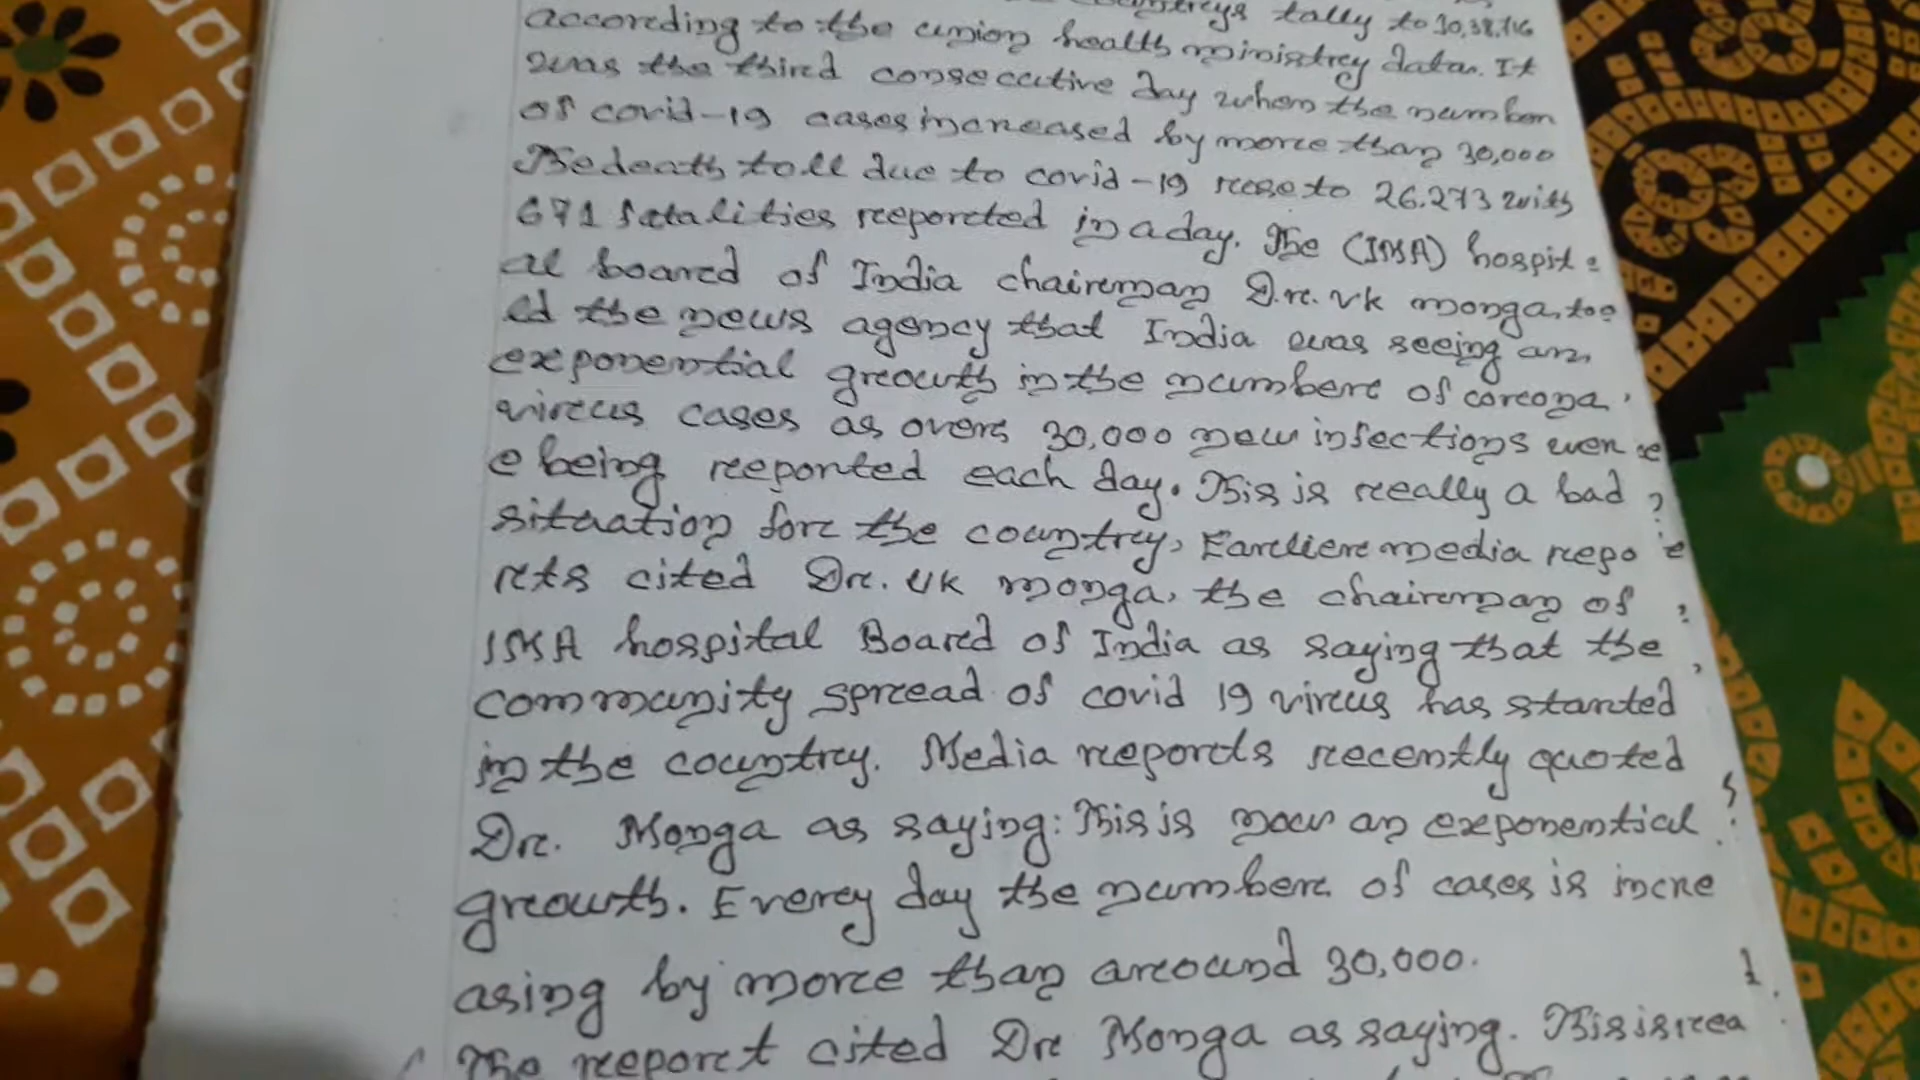 tally to 10,38,716
according to the union health ministry data. It
was the third consecutive day when the number
of covid-19 cases increased by more than 30,000
The death toll due to covid-19 rose to 26.273 with
671 fatalities reported in a day. The (IMA) hospit
al board of India chairman Dr. vk monga, to
ld the news agency that India was seeing an
exponential growth in the number of corona
virus cases as overs 30,000 new infections wer
e being reported each day. This is really a bad
situation for the country, Earlier media repo
rts cited Dr. VK monga, the chairman of
IMA hospital Board of India as saying that the
community spread of covid 19 virus has started
in the country. Media reports recently quoted
Dr. Monga as saying: This is now an exponential
growth. Every day the number of cases is incre
asing by more than around 30,000.
The report cited Dr Monga as saying. This is rea